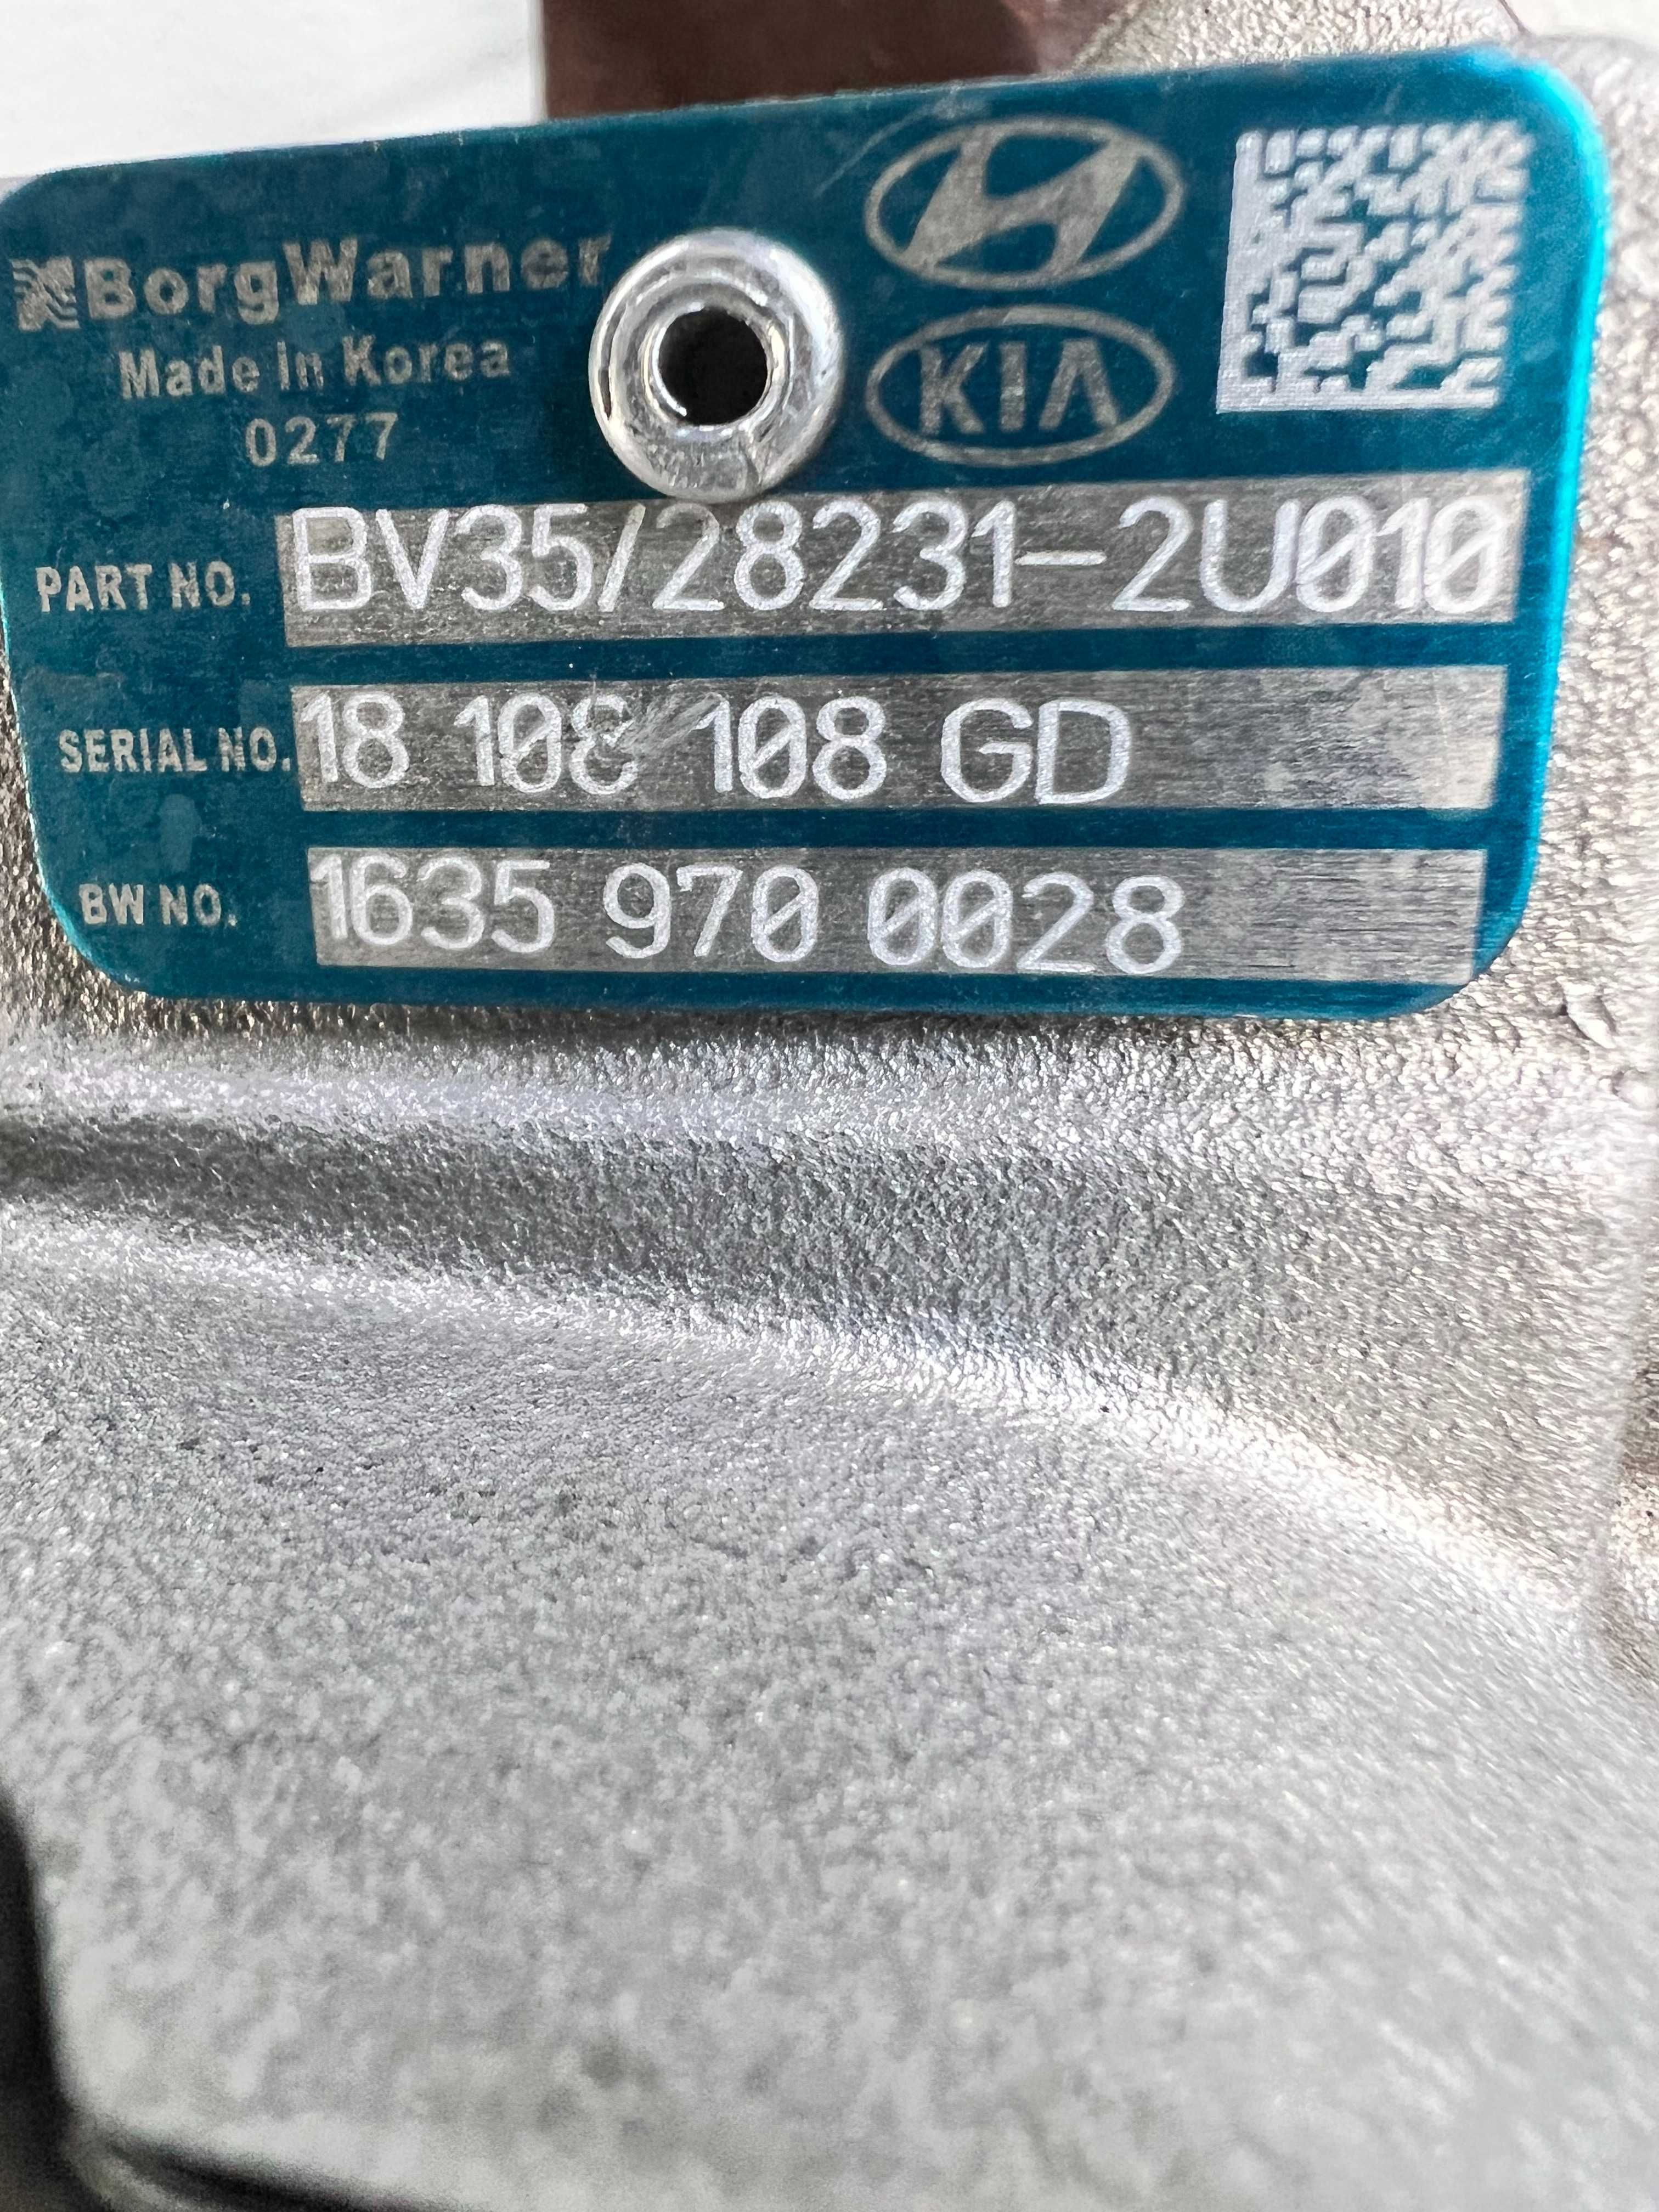 BorgWarner
Made in Korea
0277
KIA
PART NO. BV35/28231-2U010
SERIAL NO. 18 108 108 GD
BW NO. 1635 970 0028